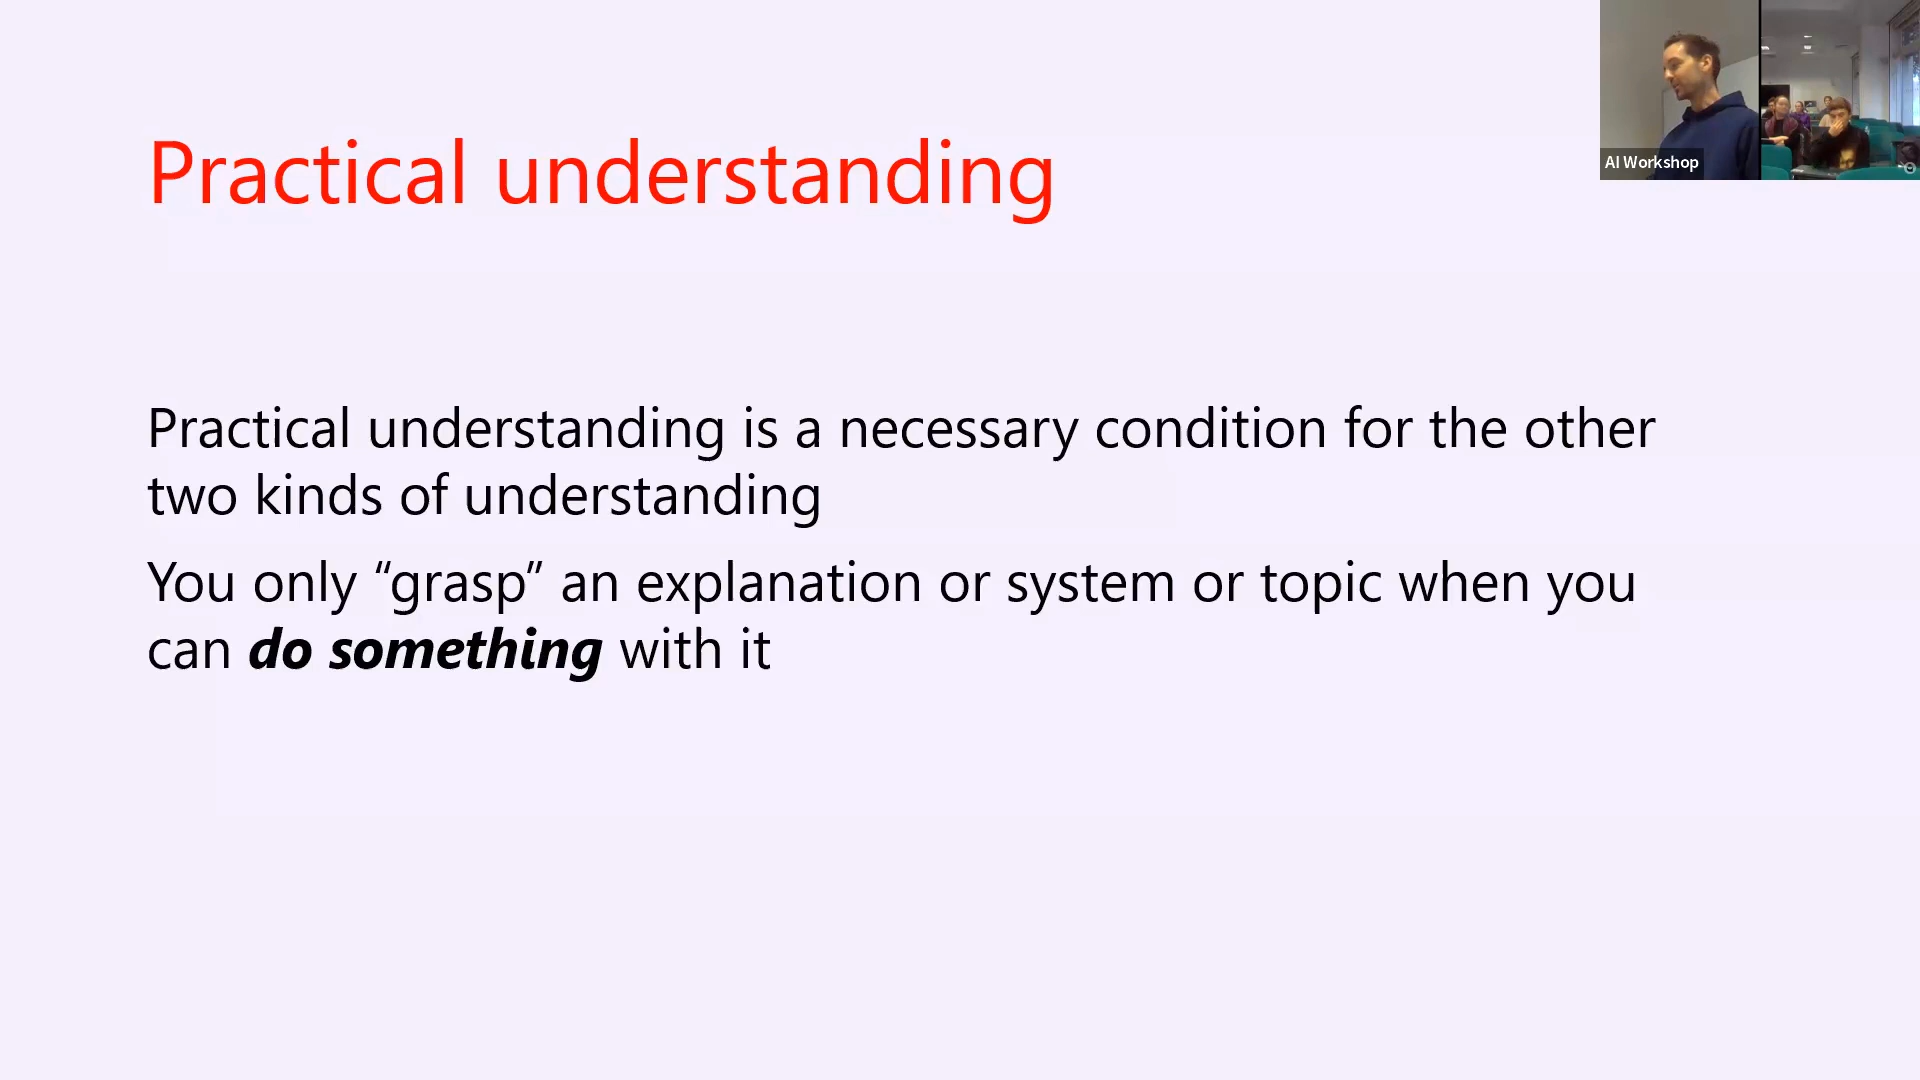 Practical understanding
AI Workshop
Practical understanding is a necessary condition for the other
two kinds of understanding
You only “grasp” an explanation or system or topic when you
can do something with it